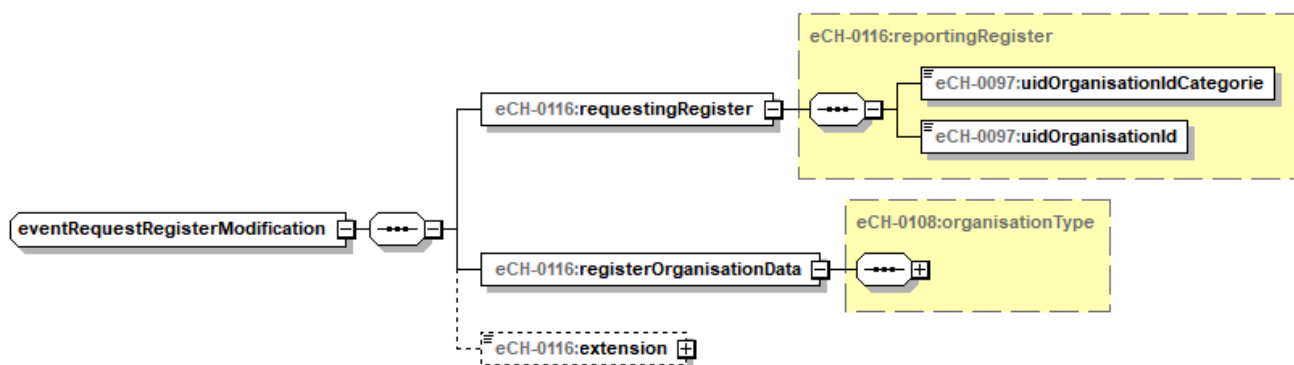 eCH-0116:reportingRegister
eCH-0097:uidOrganisationIdCategorie
eCH-0116:requestingRegister
eCH-0097:uidOrganisationId
eventRequestRegisterModification
eCH-0108:organisationType
eCH-0116:registerOrganisationData
eCH-0116:extension